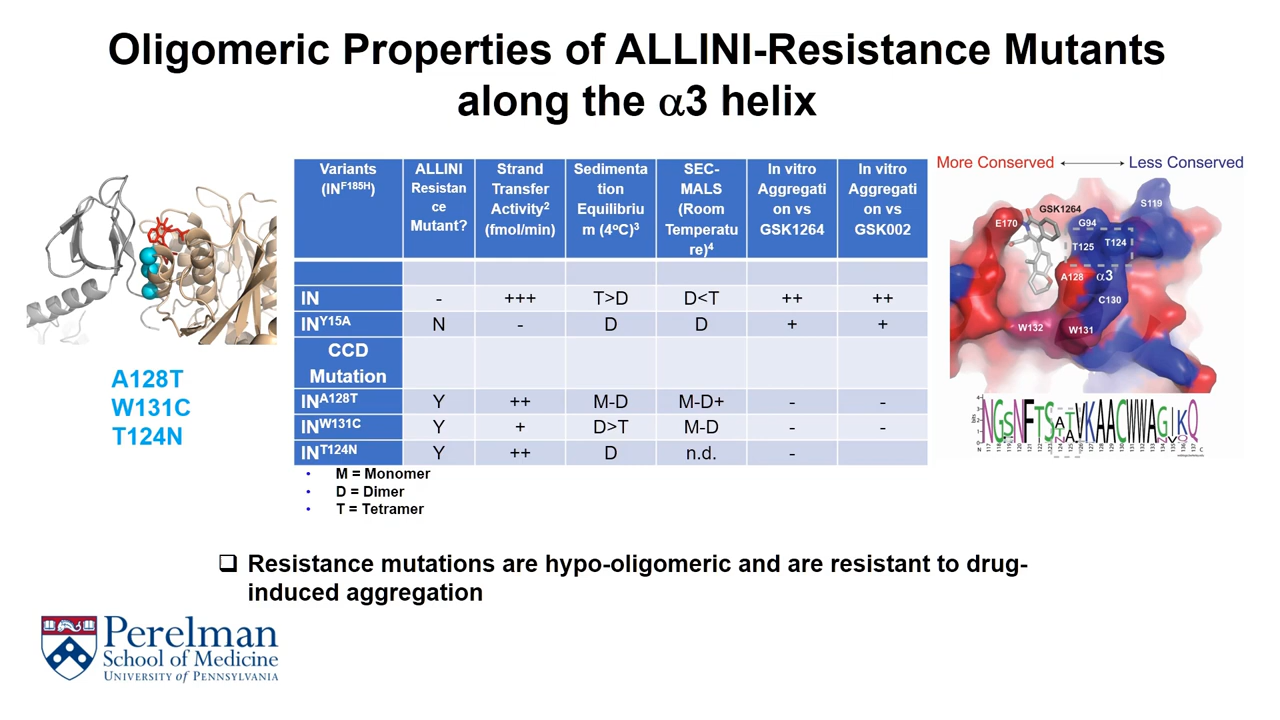 Oligomeric Properties of ALLINI-Resistance Mutants
along the α3 helix
A128T
W131C
T124N
Variants (IN^F185H) ALLINI Resistan ce Mutant? Strand Transfer Activity² (fmol/min) Sedimenta tion Equilibriu m (4ºC)³ SEC- MALS (Room Temperatu re)⁴ In vitro Aggregati on vs GSK1264 In vitro Aggregati on vs GSK002
IN - +++ T>D D<T ++ ++
IN^Y15A N - D D + +
CCD
Mutation
IN^A128T Y ++ M-D M-D+ - -
IN^W131C Y + D>T M-D - -
IN^T124N Y ++ D n.d. -
• M = Monomer
• D = Dimer
• T = Tetramer
More Conserved Less Conserved
S119
GSK1264
E170
G94
T125
T124
A128
α3
C130
W132
W131
❑ Resistance mutations are hypo-oligomeric and are resistant to drug-
induced aggregation
Perelman
School of Medicine
University of Pennsylvania